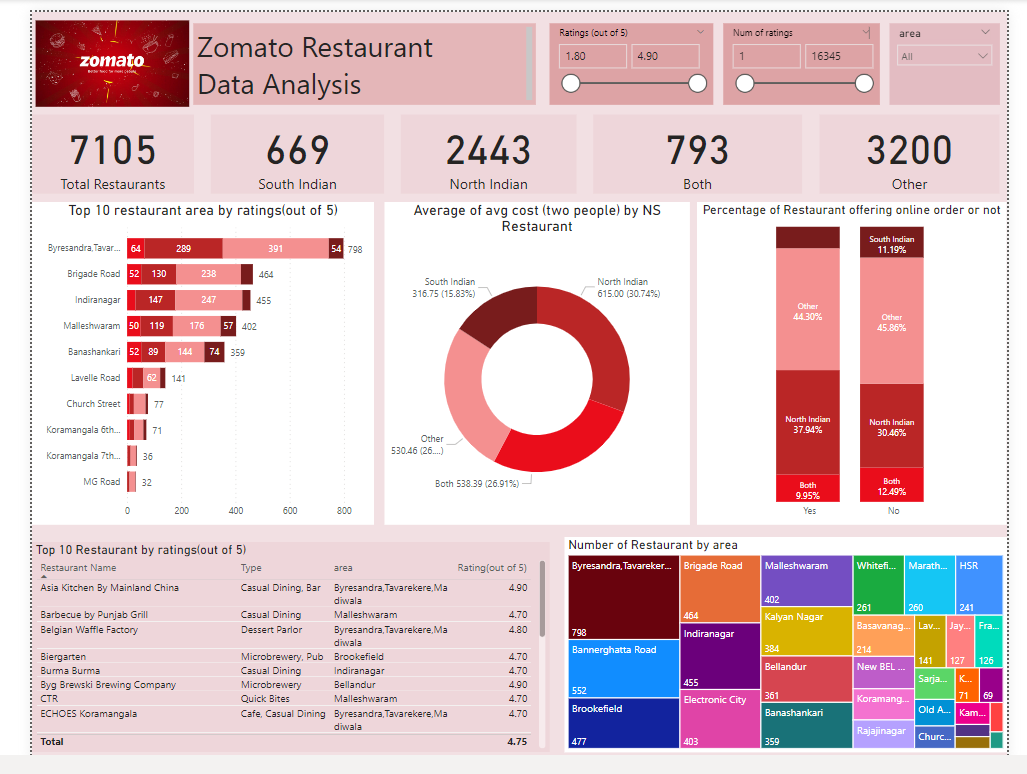 zomato
Better food for more people
Zomato Restaurant
Data Analysis
Ratings (out of 5)
1.80
4.90
Num of ratings
1
16345
area
All
7105
Total Restaurants
669
South Indian
2443
North Indian
793
Both
3200
Other
Top 10 restaurant area by ratings(out of 5)
Byresandra,Tavar... 64 289 391 54 798
Brigade Road 52 130 238 464
Indiranagar 147 247 455
Malleshwaram 50 119 176 57 402
Banashankari 52 89 144 74 359
Lavelle Road 62 141
Church Street 77
Koramangala 6th... 71
Koramangala 7th... 36
MG Road 32
0 200 400 600 800
Average of avg cost (two people) by NS
Restaurant
South Indian
316.75 (15.83%)
North Indian
615.00 (30.74%)
Other
530.46 (26....)
Both 538.39 (26.91%)
Percentage of Restaurant offering online order or not
Other
44.30%
North Indian
37.94%
Both
9.95%
Yes
South Indian
11.19%
Other
45.86%
North Indian
30.46%
Both
12.49%
No
Top 10 Restaurant by ratings(out of 5)
Restaurant Name Type area Rating(out of 5)
Asia Kitchen By Mainland China Casual Dining, Bar Byresandra,Tavarekere,Ma 4.90
diwala
Barbecue by Punjab Grill Casual Dining Malleshwaram 4.70
Belgian Waffle Factory Dessert Parlor Byresandra,Tavarekere,Ma 4.80
diwala
Biergarten Microbrewery, Pub Brookefield 4.70
Burma Burma Casual Dining Indiranagar 4.70
Byg Brewski Brewing Company Microbrewery Bellandur 4.90
CTR Quick Bites Malleshwaram 4.70
ECHOES Koramangala Cafe, Casual Dining Byresandra,Tavarekere,Ma 4.70
diwala
Total 4.75
Number of Restaurant by area
Byresandra,Tavareker...
798
Bannerghatta Road
552
Brookefield
477
Brigade Road
464
Indiranagar
455
Electronic City
403
Malleshwaram
402
Kalyan Nagar
384
Bellandur
361
Banashankari
359
Whitefi...
261
Marath...
260
HSR
241
Basavanag...
214
New BEL ...
Koramang...
Rajajinagar
Lav...
141
Jay...
127
Fra...
126
Sarja...
Old A...
Churc...
K...
71
69
Kam...